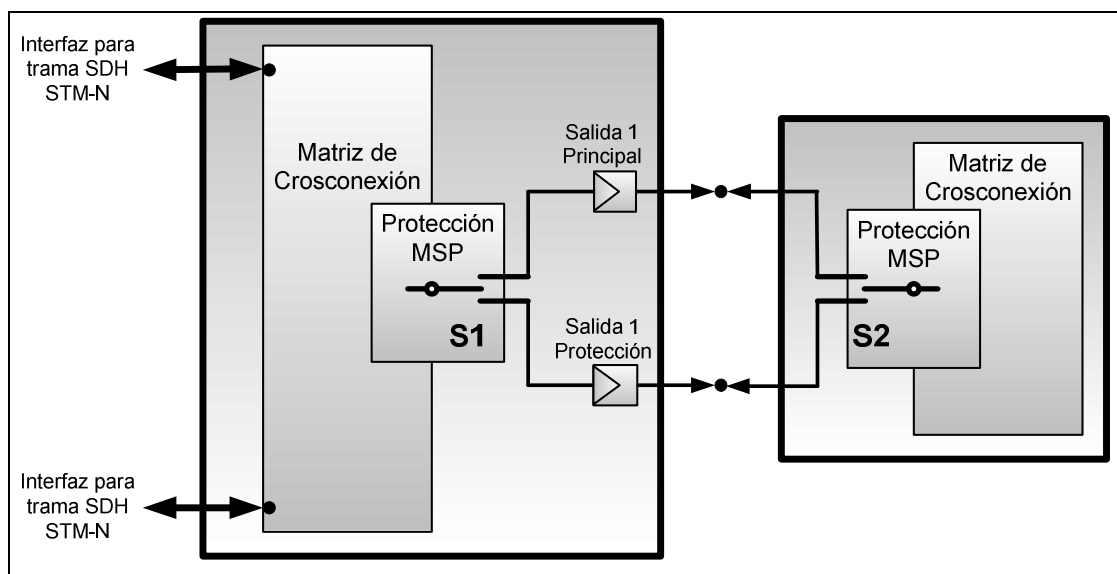 Interfaz para
trama SDH
STM-N
Matriz de
Crosconexión
Protección
MSP
S1
Salida 1
Principal
Salida 1
Protección
Matriz de
Crosconexión
Protección
MSP
S2
Interfaz para
trama SDH
STM-N